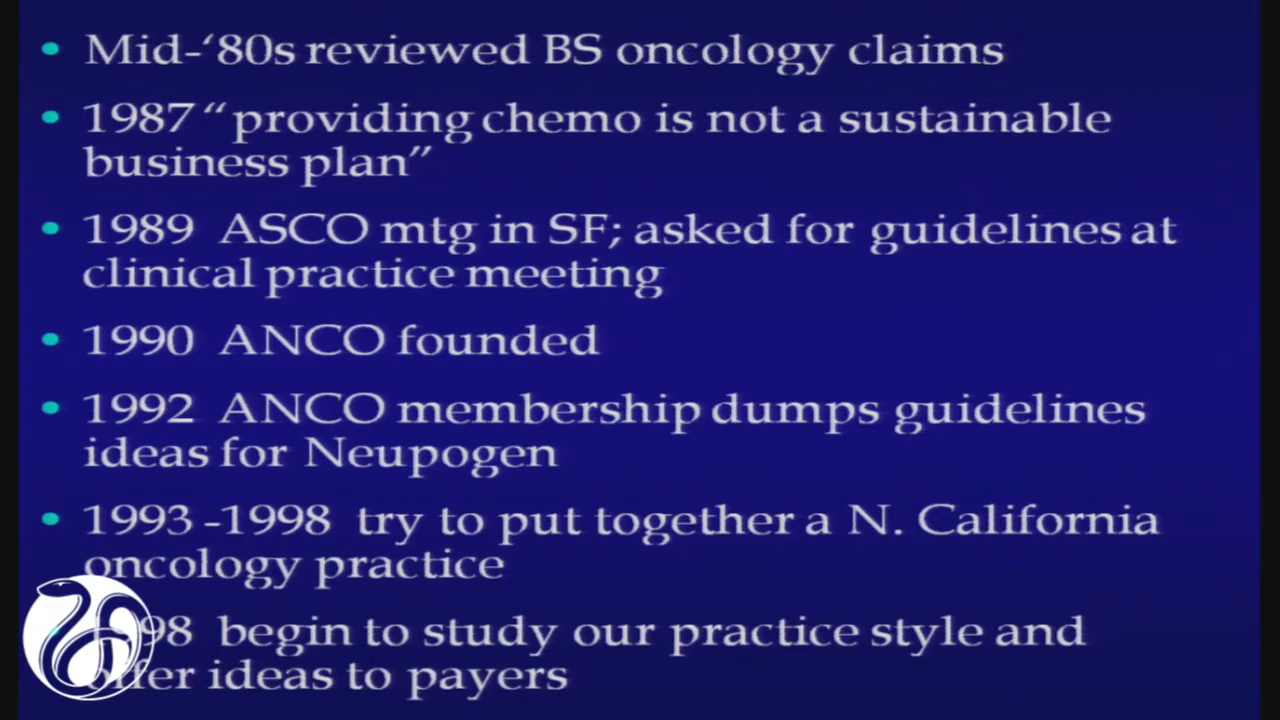 • Mid-‘80s reviewed BS oncology claims
• 1987 “providing chemo is not a sustainable
business plan”
• 1989 ASCO mtg in SF; asked for guidelines at
clinical practice meeting
• 1990 ANCO founded
• 1992 ANCO membership dumps guidelines
ideas for Neupogen
• 1993 -1998 try to put together a N. California
oncology practice
98 begin to study our practice style and
offer ideas to payers